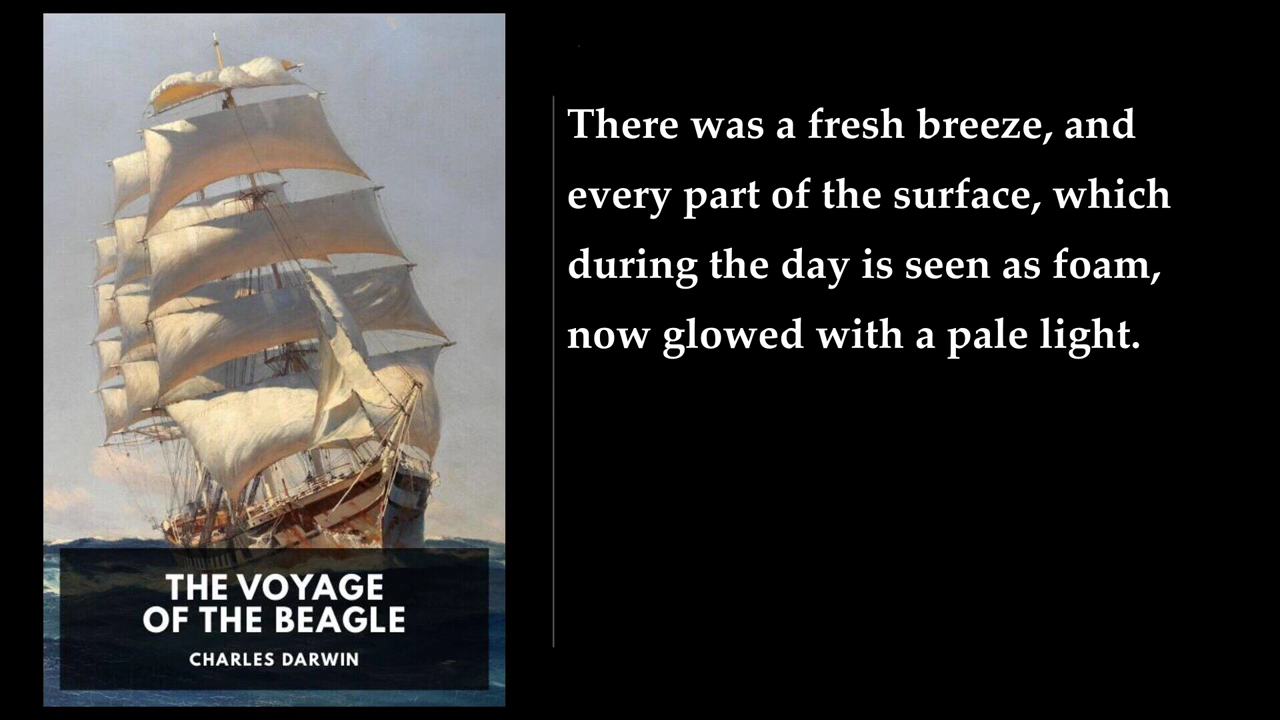 THE VOYAGE
OF THE BEAGLE
CHARLES DARWIN
There was a fresh breeze, and
every part of the surface, which
during the day is seen as foam,
now glowed with a pale light.